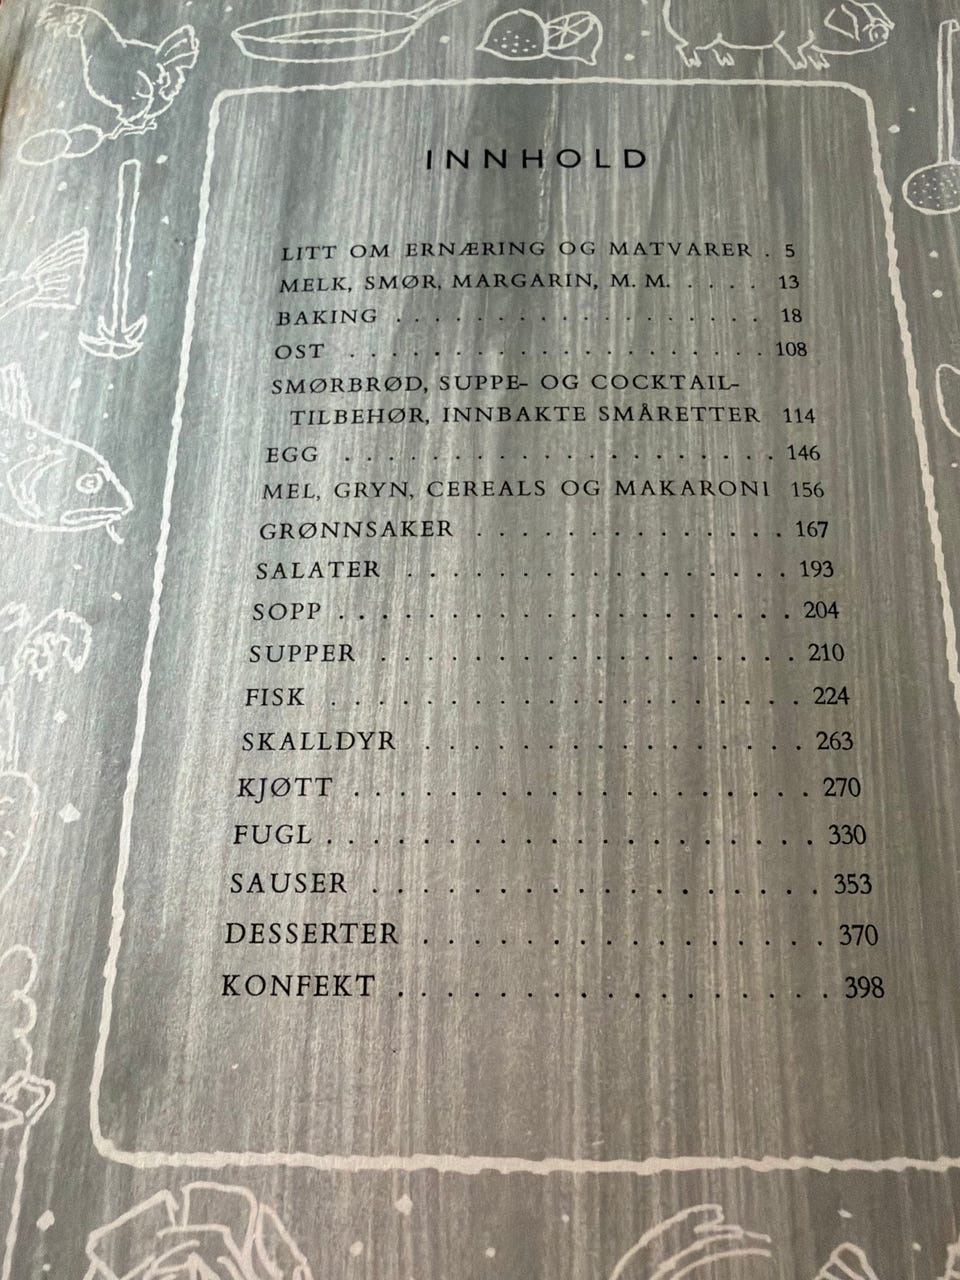 INNHOLD
LITT OM ERNÆRING OG MATVARER . 5
MELK, SMØR, MARGARIN, M. M. . . . . 13
BAKING . . . . . . . . . . . . . . . . . 18
OST . . . . . . . . . . . . . . . . . . . 108
SMØRBRØD, SUPPE- OG COCKTAIL-
TILBEHØR, INNBAKTE SMÅRETTER 114
EGG . . . . . . . . . . . . . . . . . . . 146
MEL, GRYN, CEREALS OG MAKARONI 156
GRØNNSAKER . . . . . . . . . . . . . 167
SALATER . . . . . . . . . . . . . . . . 193
SOPP . . . . . . . . . . . . . . . . . . . 204
SUPPER . . . . . . . . . . . . . . . . . 210
FISK . . . . . . . . . . . . . . . . . . . 224
SKALLDYR . . . . . . . . . . . . . . . 263
KJØTT . . . . . . . . . . . . . . . . . . 270
FUGL . . . . . . . . . . . . . . . . . . . 330
SAUSER . . . . . . . . . . . . . . . . . 353
DESSERTER . . . . . . . . . . . . . . . 370
KONFEKT . . . . . . . . . . . . . . . . 398